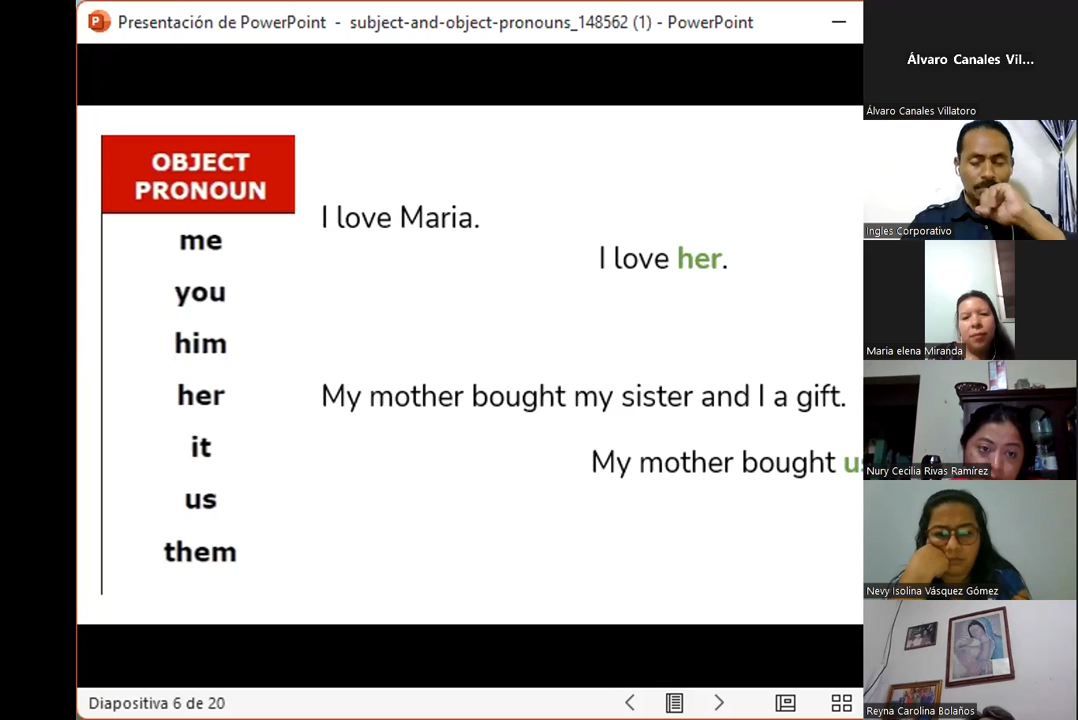 Presentación de PowerPoint - subject-and-object-pronouns_148562 (1) - PowerPoint
OBJECT
PRONOUN
me
you
him
her
it
us
them
I love Maria.
I love her.
My mother bought my sister and I a gift.
My mother bought us
Diapositiva 6 de 20
Álvaro Canales Vil...
Álvaro Canales Villatoro
Ingles Corporativo
Maria elena Miranda
Nury Cecilia Rivas Ramírez
Nevy Isolina Vásquez Gómez
Reyna Carolina Bolaños